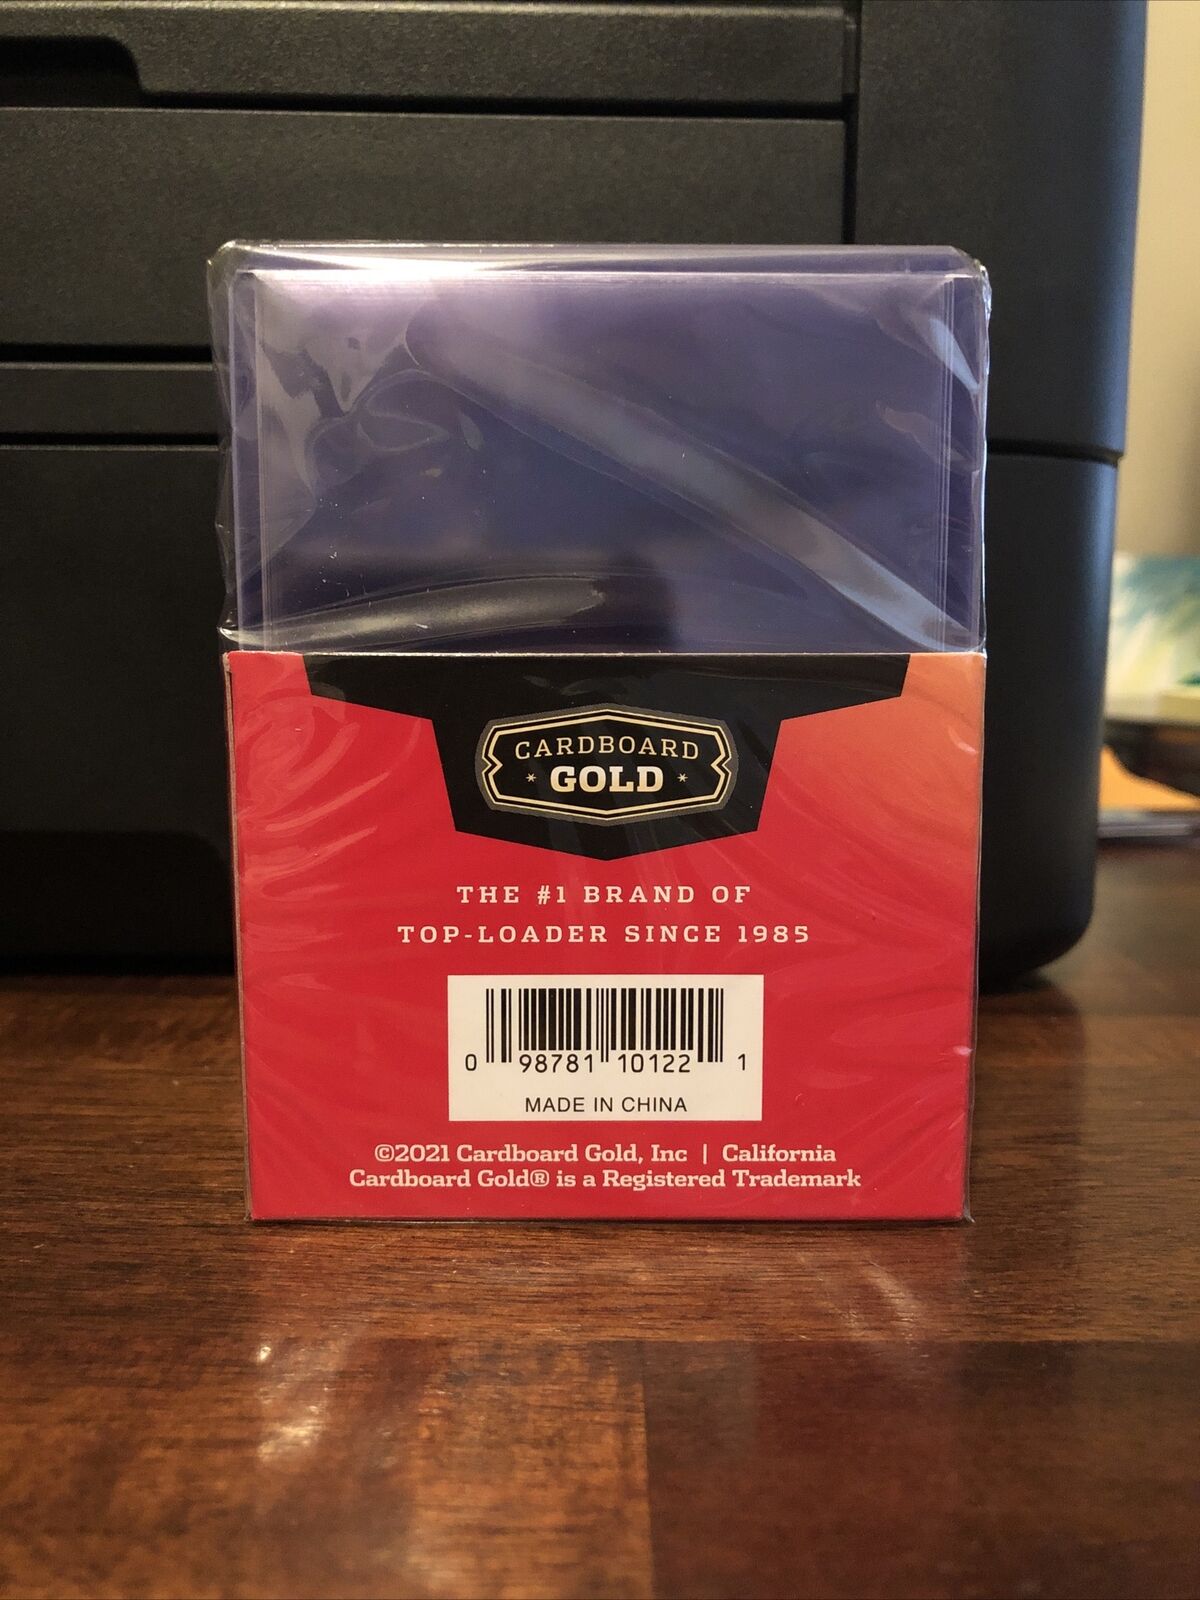 CARDBOARD
* GOLD *
THE #1 BRAND OF
TOP-LOADER SINCE 1985
0 98781 10122 1
MADE IN CHINA
©2021 Cardboard Gold, Inc | California
Cardboard Gold® is a Registered Trademark